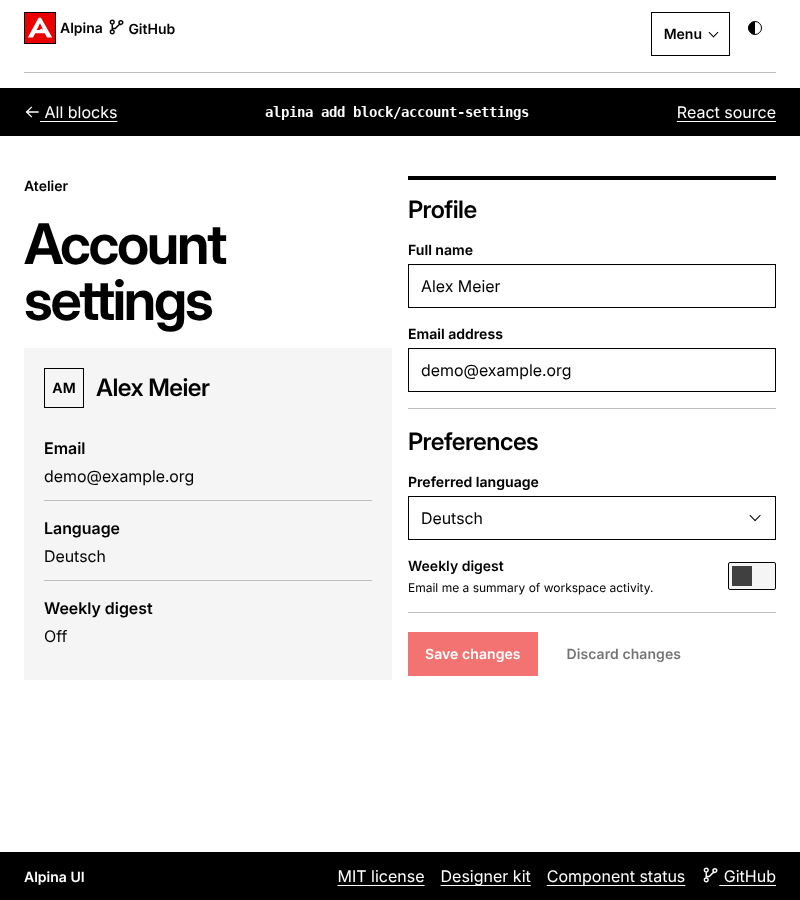 Alpina GitHub
Menu
All blocks
alpina add block/account-settings
React source
Atelier
Account
settings
AM
Alex Meier
Email
demo@example.org
Language
Deutsch
Weekly digest
Off
Profile
Full name
Alex Meier
Email address
demo@example.org
Preferences
Preferred language
Deutsch
Weekly digest
Email me a summary of workspace activity.
Save changes
Discard changes
Alpina UI
MIT license
Designer kit
Component status
GitHub